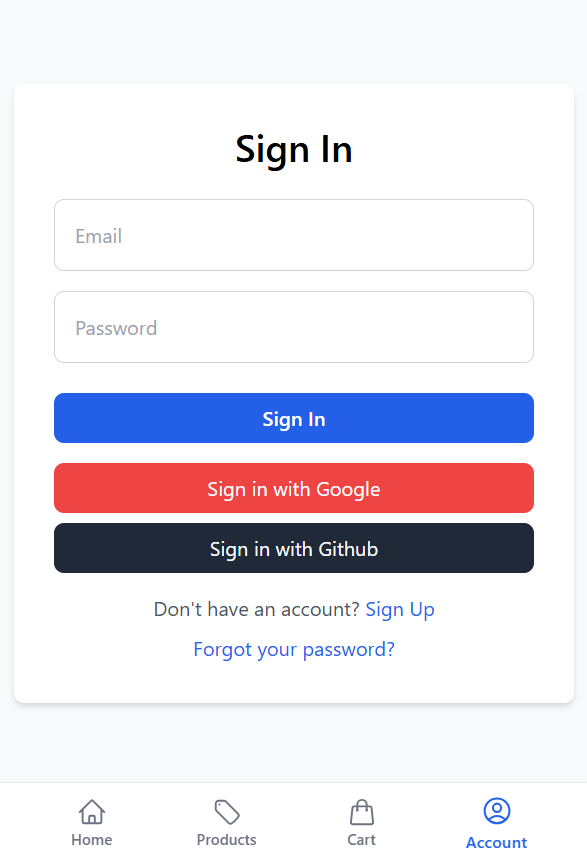 Sign In
Email
Password
Sign In
Sign in with Google
Sign in with Github
Don't have an account? Sign Up
Forgot your password?
Home Products Cart Account